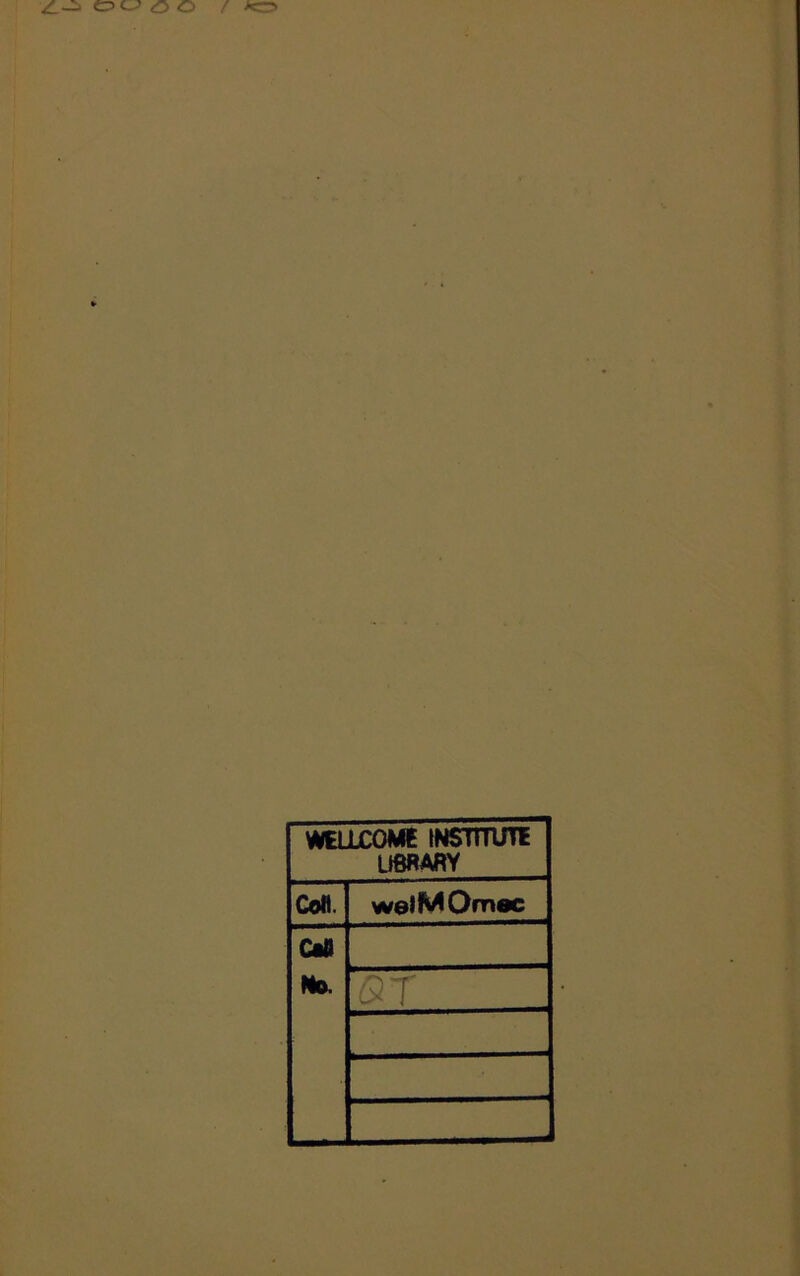 WELLCOME INSTITUTE
LIBRARY
Coll. welMOmec
Call
No. QT